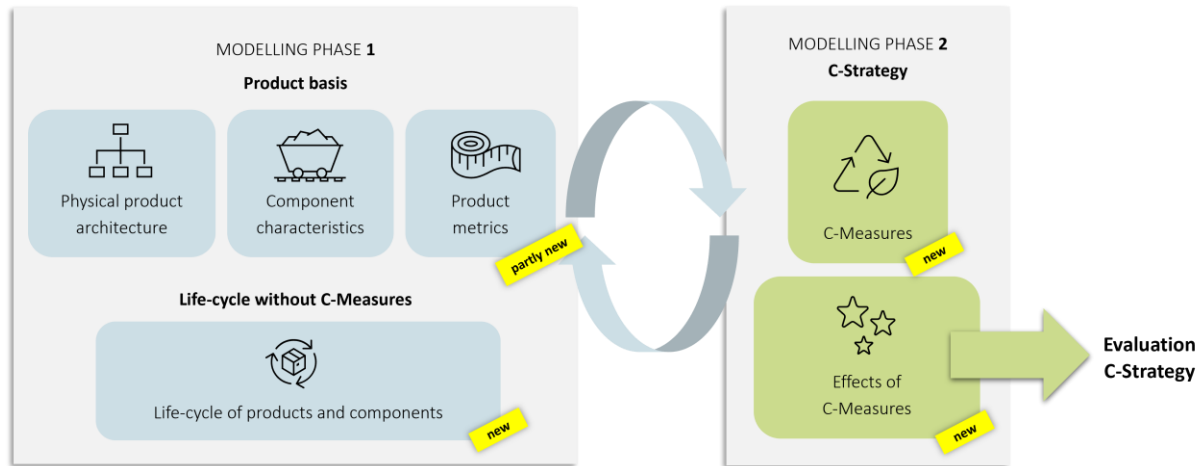 MODELLING PHASE 1
Product basis
Physical product
architecture
Component
characteristics
Product
metrics
partly new
Life-cycle without C-Measures
Life-cycle of products and components
new
MODELLING PHASE 2
C-Strategy
C-Measures
new
Effects of
C-Measures
new
Evaluation
C-Strategy